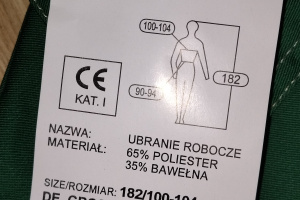 100-104
182
90-94
CE
KAT. I
NAZWA: UBRANIE ROBOCZE
MATERIAŁ: 65% POLIESTER
35% BAWEŁNA
SIZE/ROZMIAR: 182/100-104